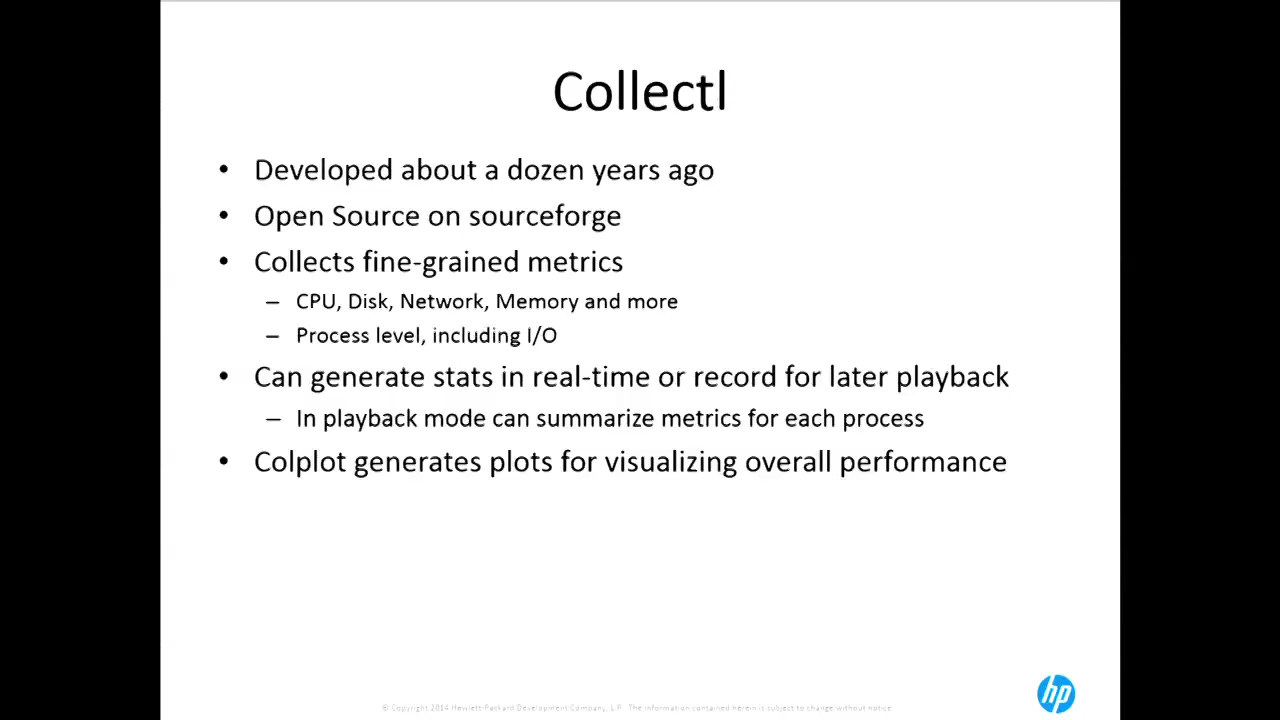 Collectl
• Developed about a dozen years ago
• Open Source on sourceforge
• Collects fine-grained metrics
– CPU, Disk, Network, Memory and more
– Process level, including I/O
• Can generate stats in real-time or record for later playback
– In playback mode can summarize metrics for each process
• Colplot generates plots for visualizing overall performance
hp
© Copyright 2014 Hewlett-Packard Development Company, L.P. The information contained herein is subject to change without notice.